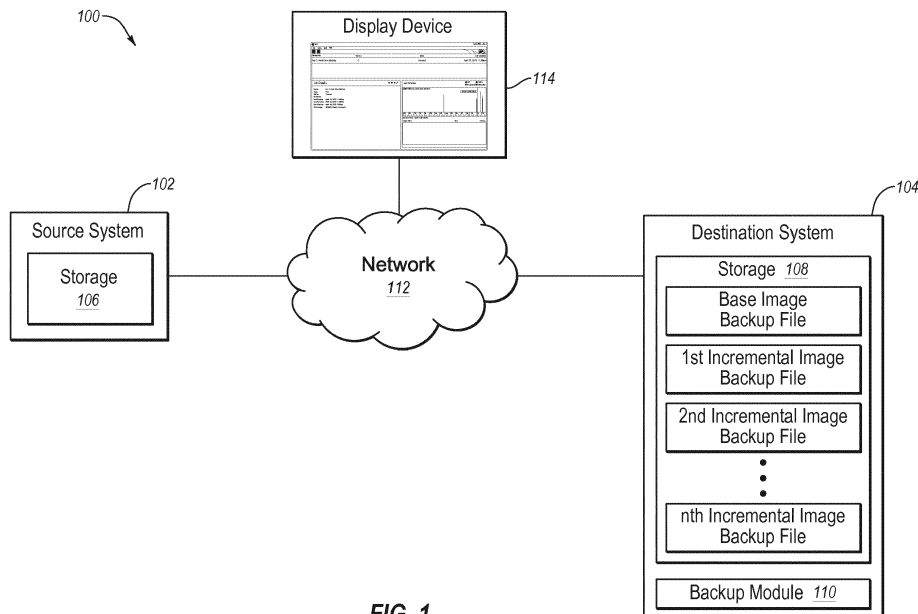 100
Display Device
114
102
Source System
Storage
106
Network
112
104
Destination System
Storage 108
Base Image
Backup File
1st Incremental Image
Backup File
2nd Incremental Image
Backup File
nth Incremental Image
Backup File
Backup Module 110
FIG. 1